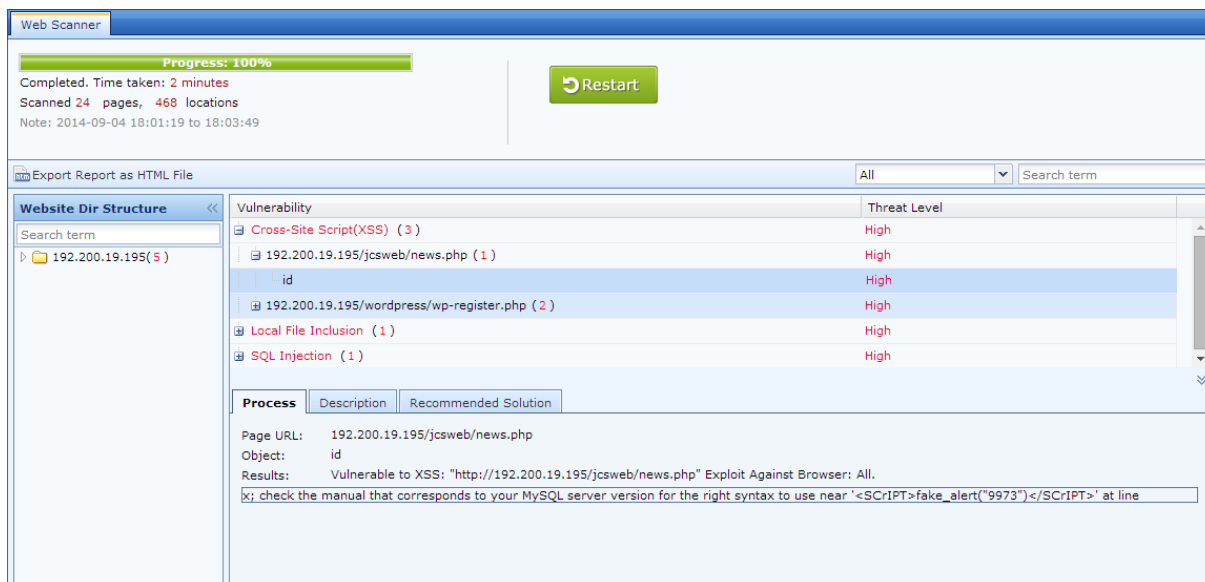 Web Scanner
Progress: 100%
Completed. Time taken: 2 minutes
Restart
Scanned 24 pages, 468 locations
Note: 2014-09-04 18:01:19 to 18:03:49
Export Report as HTML File
All
Search term
Website Dir Structure
Search term
192.200.19.195(5)
Vulnerability Threat Level
Cross-Site Script(XSS) (3) High
192.200.19.195/jcsweb/news.php (1) High
id High
192.200.19.195/wordpress/wp-register.php (2) High
Local File Inclusion (1) High
SQL Injection (1) High
Process Description Recommended Solution
Page URL: 192.200.19.195/jcsweb/news.php
Object: id
Results: Vulnerable to XSS: "http://192.200.19.195/jcsweb/news.php" Exploit Against Browser: All.
x; check the manual that corresponds to your MySQL server version for the right syntax to use near '<SCrIPT>fake_alert("9973")</SCrIPT>' at line